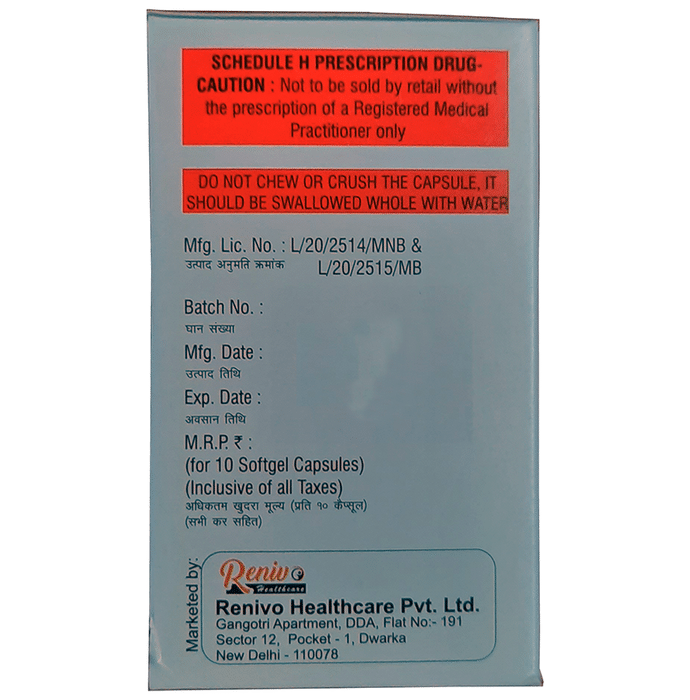 SCHEDULE H PRESCRIPTION DRUG-
CAUTION : Not to be sold by retail without
the prescription of a Registered Medical
Practitioner only
DO NOT CHEW OR CRUSH THE CAPSULE, IT
SHOULD BE SWALLOWED WHOLE WITH WATER
Mfg. Lic. No. : L/20/2514/MNB &
उत्पाद अनुमति क्रमांक L/20/2515/MB
Batch No. :
घान संख्या
Mfg. Date :
उत्पाद तिथि
Exp. Date :
अवसान तिथि
M.R.P. ₹ :
(for 10 Softgel Capsules)
(Inclusive of all Taxes)
अधिकतम खुदरा मूल्य (प्रति १० कैप्सूल)
(सभी कर सहित)
Marketed by:
Renivo
Healthcare
Renivo Healthcare Pvt. Ltd.
Gangotri Apartment, DDA, Flat No:- 191
Sector 12, Pocket - 1, Dwarka
New Delhi - 110078